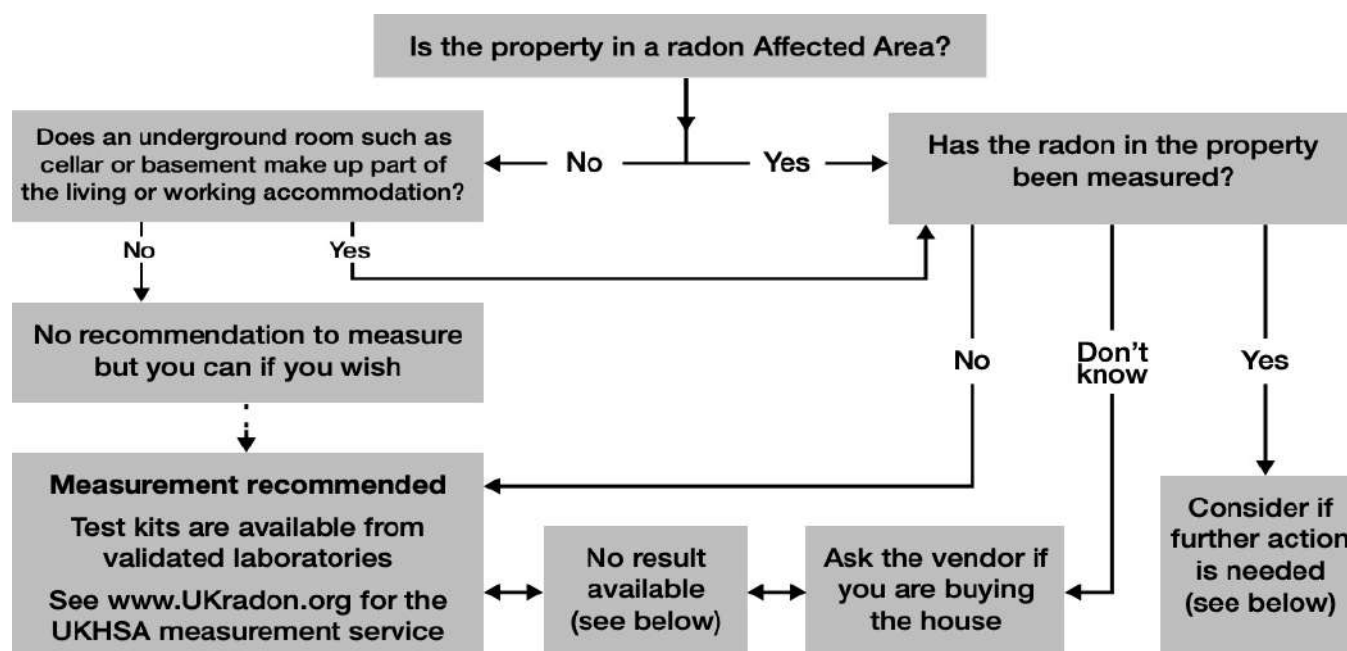 Is the property in a radon Affected Area?
Does an underground room such as
cellar or basement make up part of
the living or working accommodation?
No
Yes
Has the radon in the property
been measured?
No
Yes
No recommendation to measure
but you can if you wish
No
Don't
know
Yes
Measurement recommended
Test kits are available from
validated laboratories
See www.UKradon.org for the
UKHSA measurement service
No result
available
(see below)
Ask the vendor if
you are buying
the house
Consider if
further action
is needed
(see below)